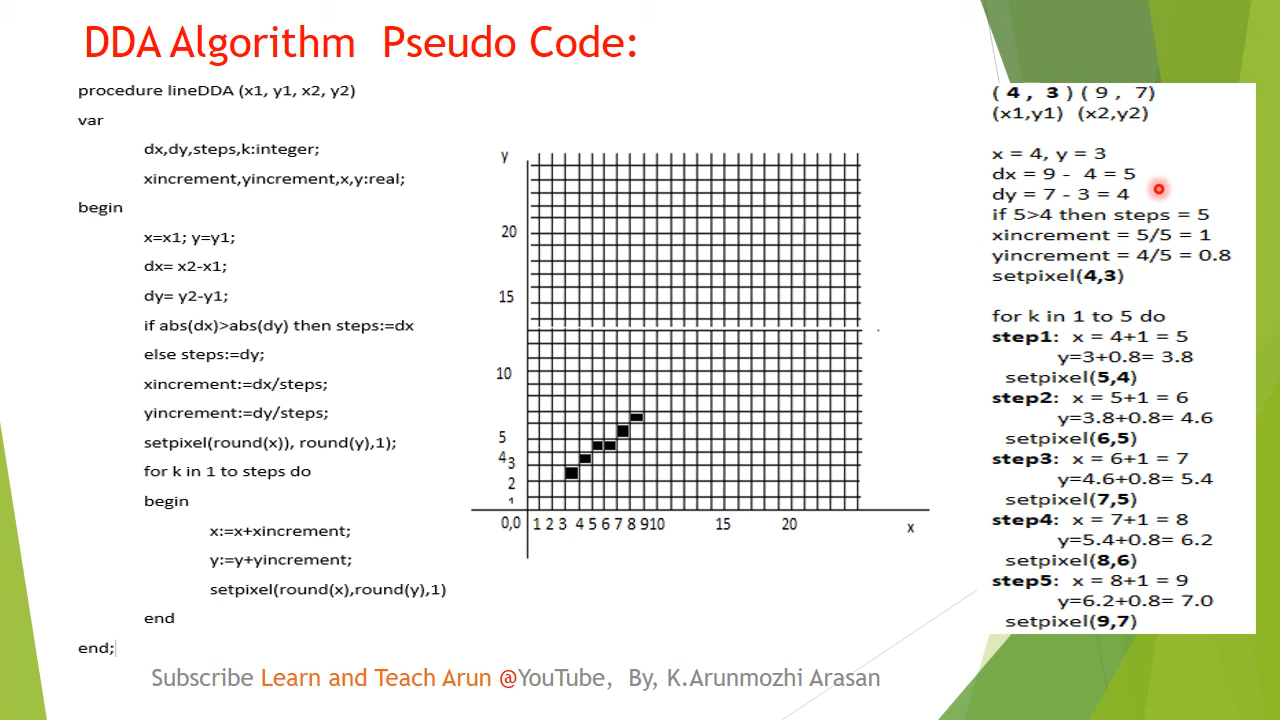 DDA Algorithm  Pseudo Code:
procedure lineDDA (x1, y1, x2, y2)
var
dx,dy,steps,k:integer;
xincrement,yincrement,x,y:real;
begin
x=x1; y=y1;
dx= x2-x1;
dy= y2-y1;
if abs(dx)>abs(dy) then steps:=dx
else steps:=dy;
xincrement:=dx/steps;
yincrement:=dy/steps;
setpixel(round(x)), round(y),1);
for k in 1 to steps do
begin
x:=x+xincrement;
y:=y+yincrement;
setpixel(round(x),round(y),1)
end
end;
y
20
15
10
5
4 3
2
1
0,0 1 2 3 4 5 6 7 8 9 10 15 20 x
( 4 , 3 ) ( 9 , 7)
(x1,y1) (x2,y2)
x = 4, y = 3
dx = 9 - 4 = 5
dy = 7 - 3 = 4
if 5>4 then steps = 5
xincrement = 5/5 = 1
yincrement = 4/5 = 0.8
setpixel(4,3)
for k in 1 to 5 do
step1: x = 4+1 = 5
y=3+0.8= 3.8
setpixel(5,4)
step2: x = 5+1 = 6
y=3.8+0.8= 4.6
setpixel(6,5)
step3: x = 6+1 = 7
y=4.6+0.8= 5.4
setpixel(7,5)
step4: x = 7+1 = 8
y=5.4+0.8= 6.2
setpixel(8,6)
step5: x = 8+1 = 9
y=6.2+0.8= 7.0
setpixel(9,7)
Subscribe Learn and Teach Arun @YouTube,  By, K.Arunmozhi Arasan